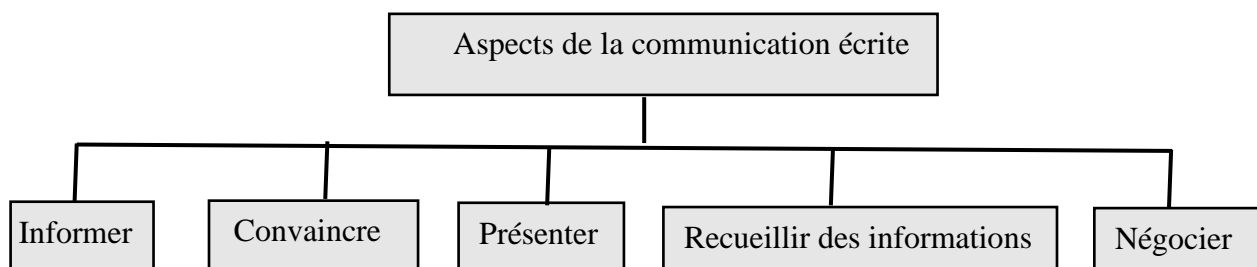 Aspects de la communication écrite
Informer
Convaincre
Présenter
Recueillir des informations
Négocier